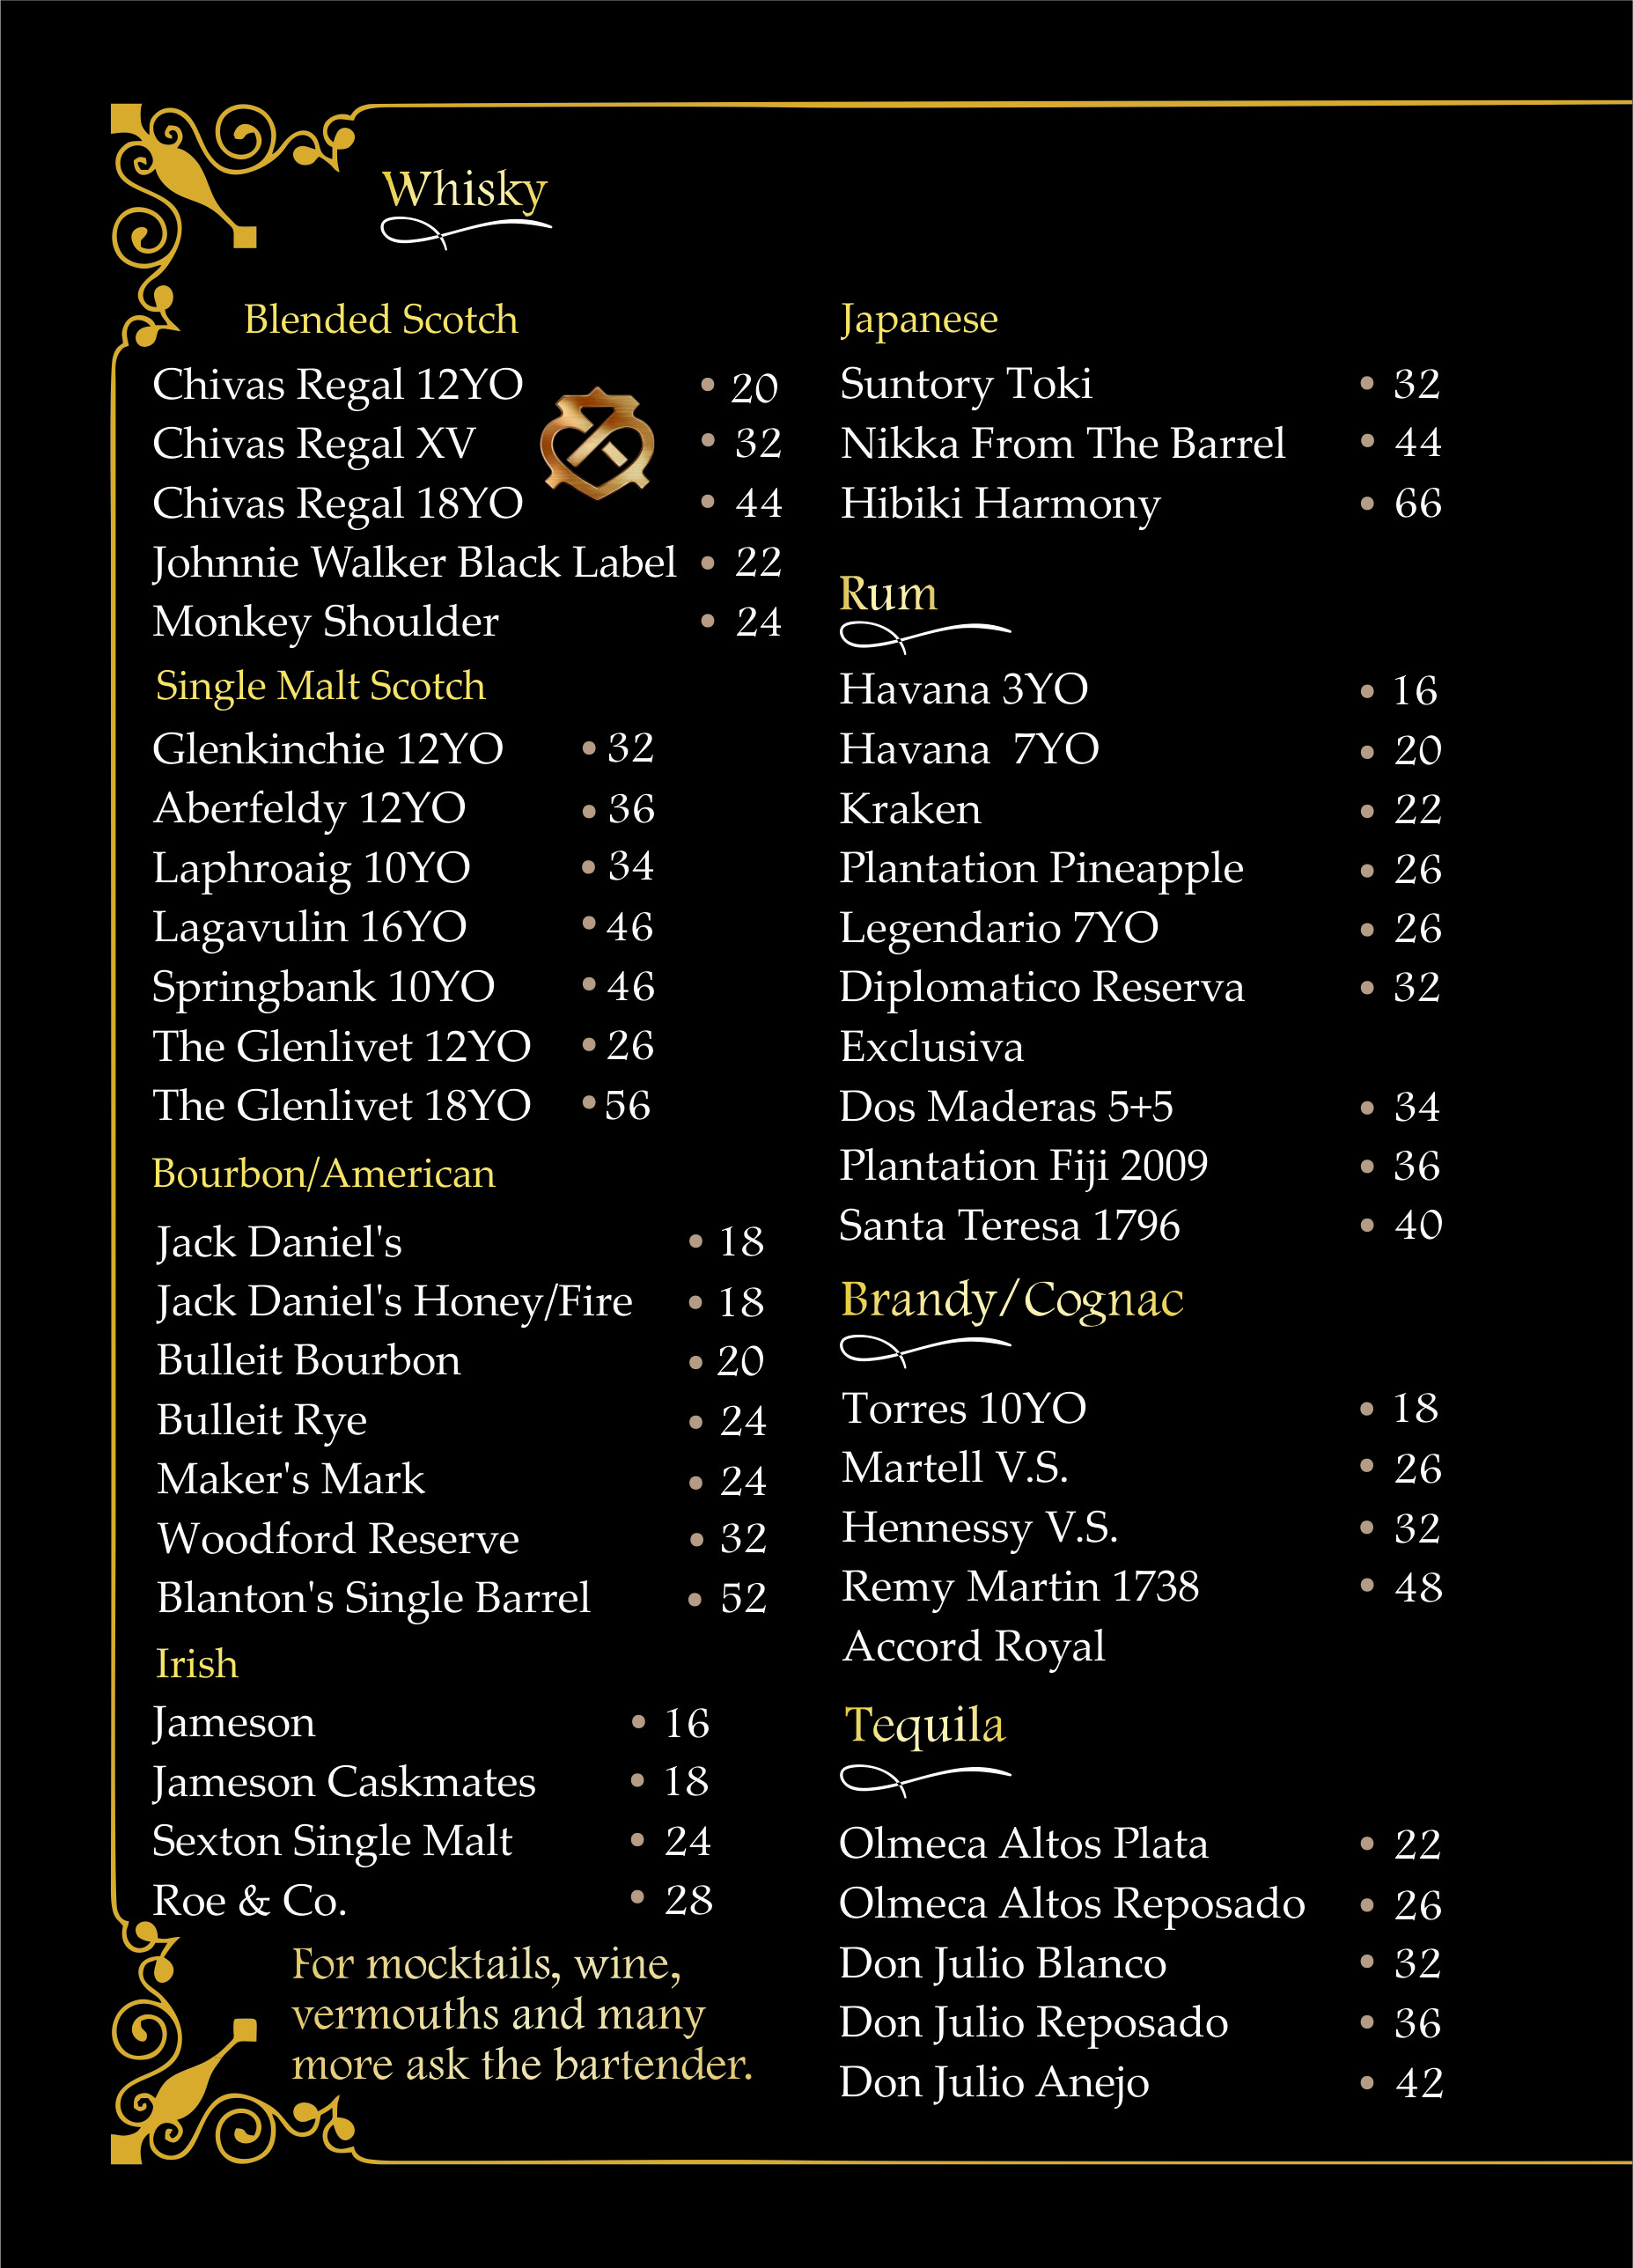 Whisky
Blended Scotch
Chivas Regal 12YO • 20
Chivas Regal XV • 32
Chivas Regal 18YO • 44
Johnnie Walker Black Label • 22
Monkey Shoulder • 24
Single Malt Scotch
Glenkinchie 12YO • 32
Aberfeldy 12YO • 36
Laphroaig 10YO • 34
Lagavulin 16YO • 46
Springbank 10YO • 46
The Glenlivet 12YO • 26
The Glenlivet 18YO • 56
Bourbon/American
Jack Daniel's • 18
Jack Daniel's Honey/Fire • 18
Bulleit Bourbon • 20
Bulleit Rye • 24
Maker's Mark • 24
Woodford Reserve • 32
Blanton's Single Barrel • 52
Irish
Jameson • 16
Jameson Caskmates • 18
Sexton Single Malt • 24
Roe & Co. • 28
For mocktails, wine,
vermouths and many
more ask the bartender.
Japanese
Suntory Toki • 32
Nikka From The Barrel • 44
Hibiki Harmony • 66
Rum
Havana 3YO • 16
Havana 7YO • 20
Kraken • 22
Plantation Pineapple • 26
Legendario 7YO • 26
Diplomatico Reserva • 32
Exclusiva
Dos Maderas 5+5 • 34
Plantation Fiji 2009 • 36
Santa Teresa 1796 • 40
Brandy/Cognac
Torres 10YO • 18
Martell V.S. • 26
Hennessy V.S. • 32
Remy Martin 1738 • 48
Accord Royal
Tequila
Olmeca Altos Plata • 22
Olmeca Altos Reposado • 26
Don Julio Blanco • 32
Don Julio Reposado • 36
Don Julio Anejo • 42